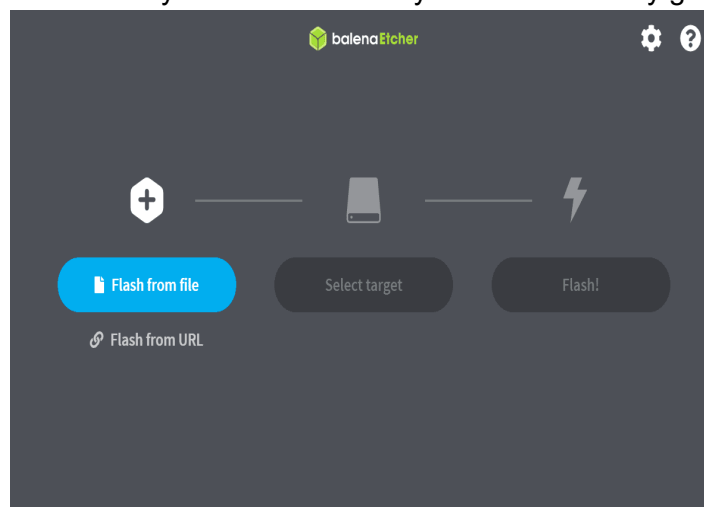 balenaEtcher
Flash from file
Select target
Flash!
Flash from URL